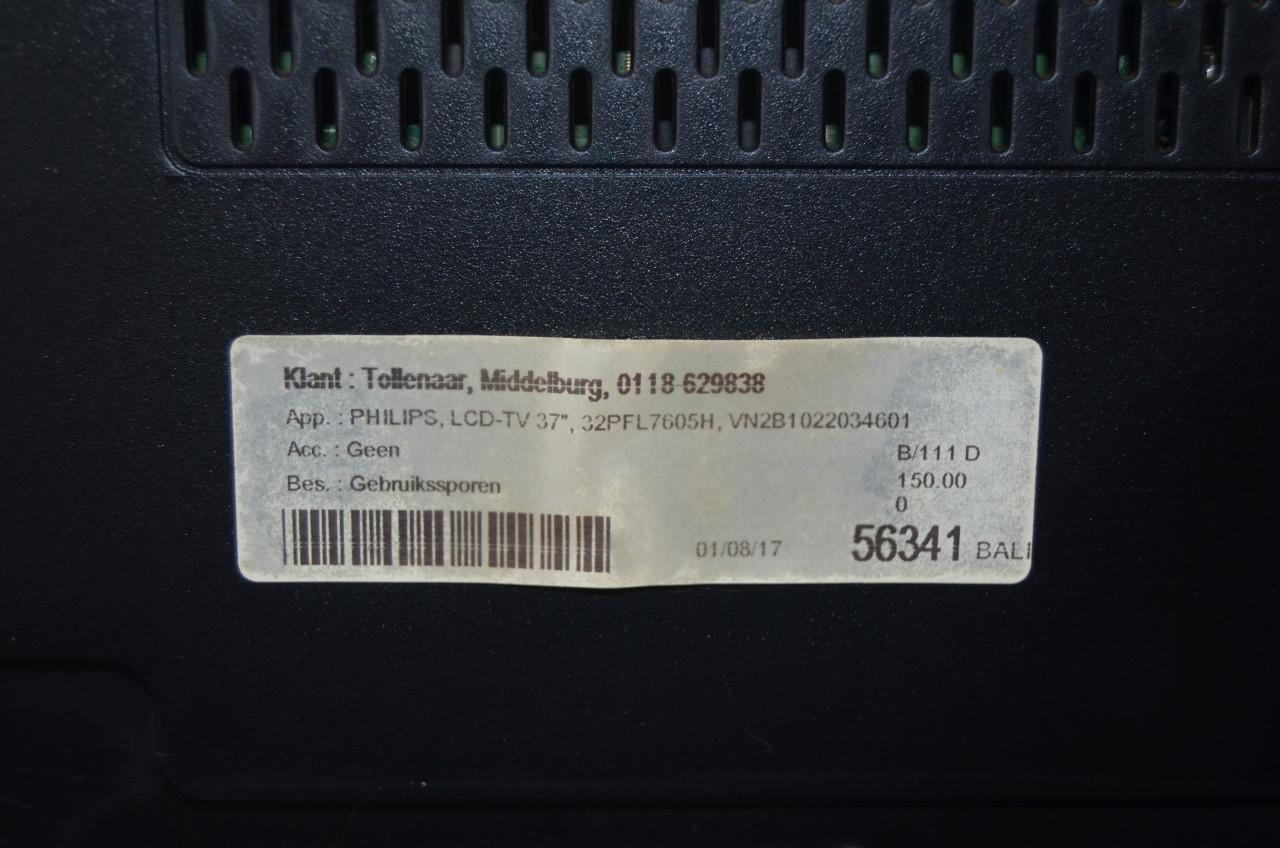 Klant : Tollenaar, Middelburg, 0118-629838
App. : PHILIPS, LCD-TV 37", 32PFL7605H, VN2B1022034601
Acc. : Geen
B/111 D
Bes. : Gebruikssporen
150.00
0
01/08/17
56341 BALI